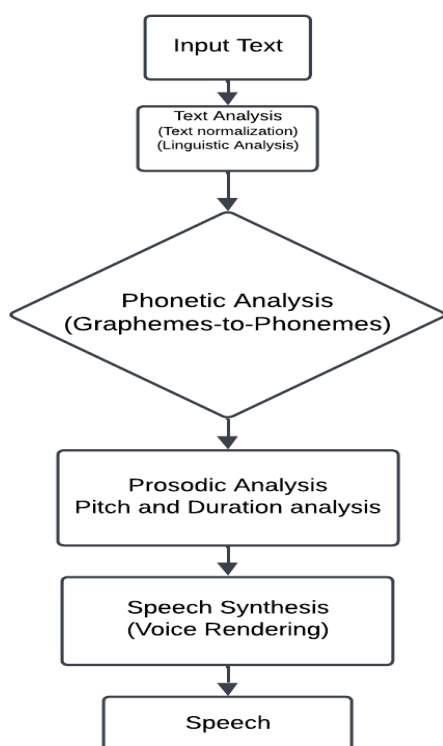 Input Text
Text Analysis
(Text normalization)
(Linguistic Analysis)
Phonetic Analysis
(Graphemes-to-Phonemes)
Prosodic Analysis
Pitch and Duration analysis
Speech Synthesis
(Voice Rendering)
Speech